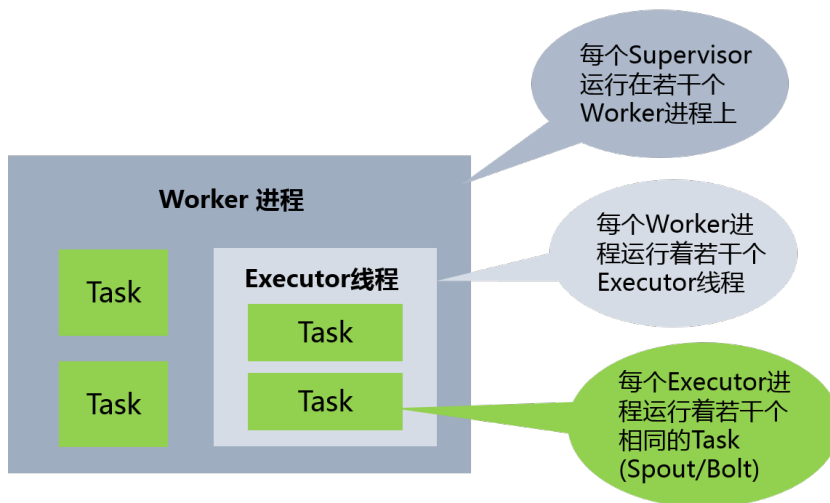 每个Supervisor
运行在若干个
Worker进程上
Worker 进程
每个Worker进
程运行着若干个
Executor线程
Executor线程
Task
Task
Task
Task
每个Executor进
程运行着若干个
相同的Task
(Spout/Bolt)